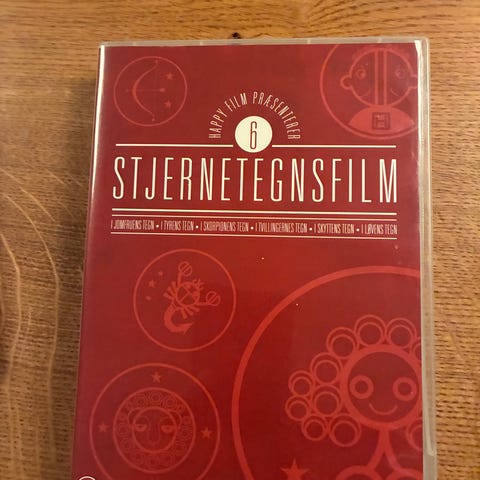 HAPPY FILM PRÆSENTERER
6
STJERNETEGNSFILM
I JOMFRUENS TEGN • I TYRENS TEGN • I SKORPIONENS TEGN • I TVILLINGERNES TEGN • I SKYTTENS TEGN • I LØVENS TEGN